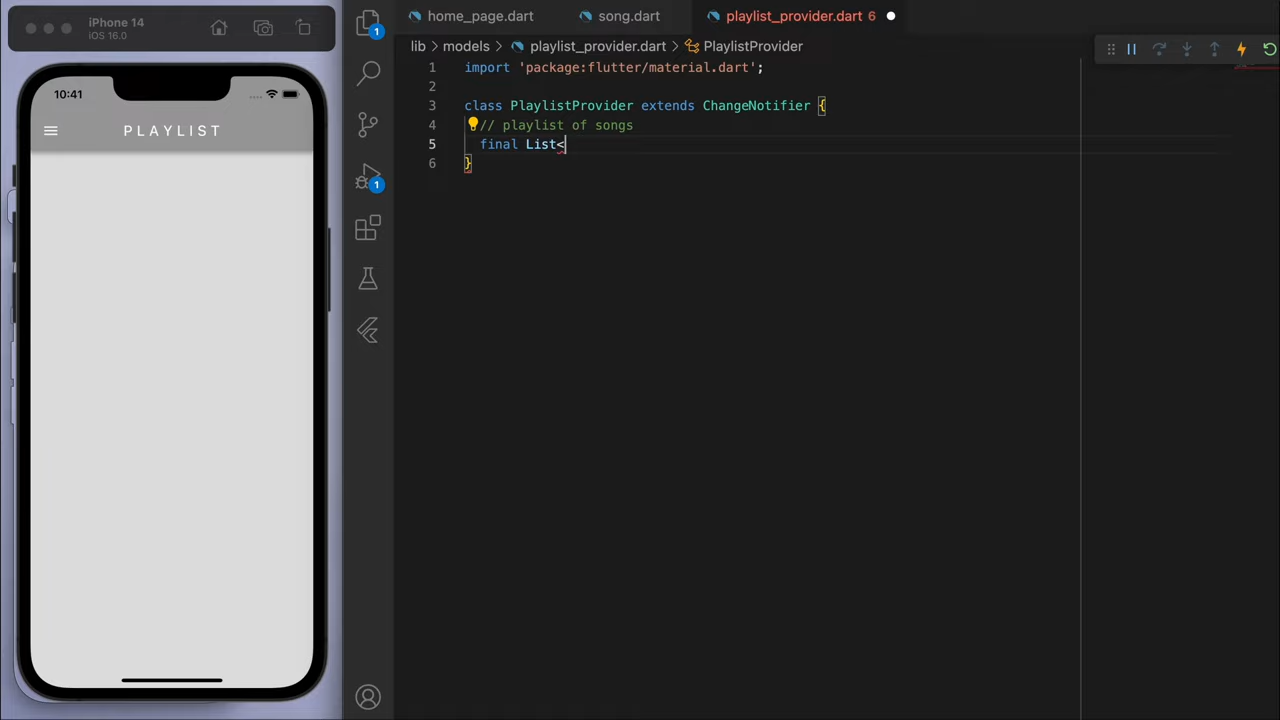 iPhone 14
iOS 16.0
10:41
PLAYLIST
1
1
home_page.dart
song.dart
playlist_provider.dart 6
lib > models > playlist_provider.dart > PlaylistProvider
1 import 'package:flutter/material.dart';
2
3 class PlaylistProvider extends ChangeNotifier {
4 // playlist of songs
5 final List<
6 }